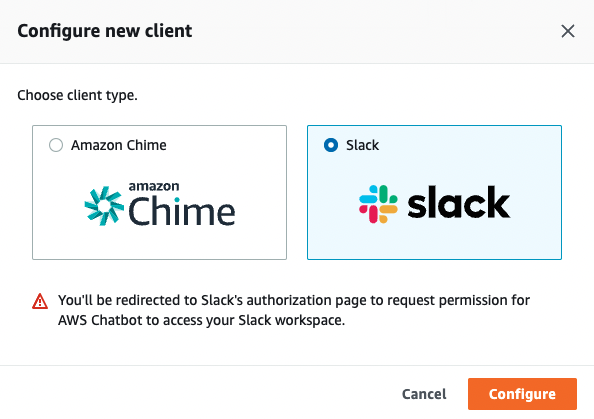 Configure new client
Choose client type.
Amazon Chime
amazon
Chime
Slack
slack
You'll be redirected to Slack's authorization page to request permission for
AWS Chatbot to access your Slack workspace.
Cancel
Configure